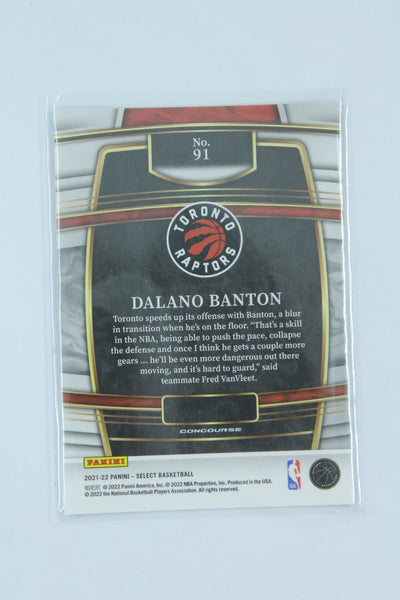 No.
91
TORONTO
RAPTORS
DALANO BANTON
Toronto speeds up its offense with Banton, a blur
in transition when he's on the floor. "That's a skill
in the NBA, being able to push the pace, collapse
the defense and once I think he gets a couple more
gears ... he'll be even more dangerous out there
moving, and it's hard to guard," said
teammate Fred VanVleet.
CONCOURSE
PANINI
2021-22 PANINI – SELECT BASKETBALL
© 2022 Panini America, Inc. © 2022 NBA Properties, Inc. Produced in the USA.
© 2022 the National Basketball Players Association. All rights reserved.